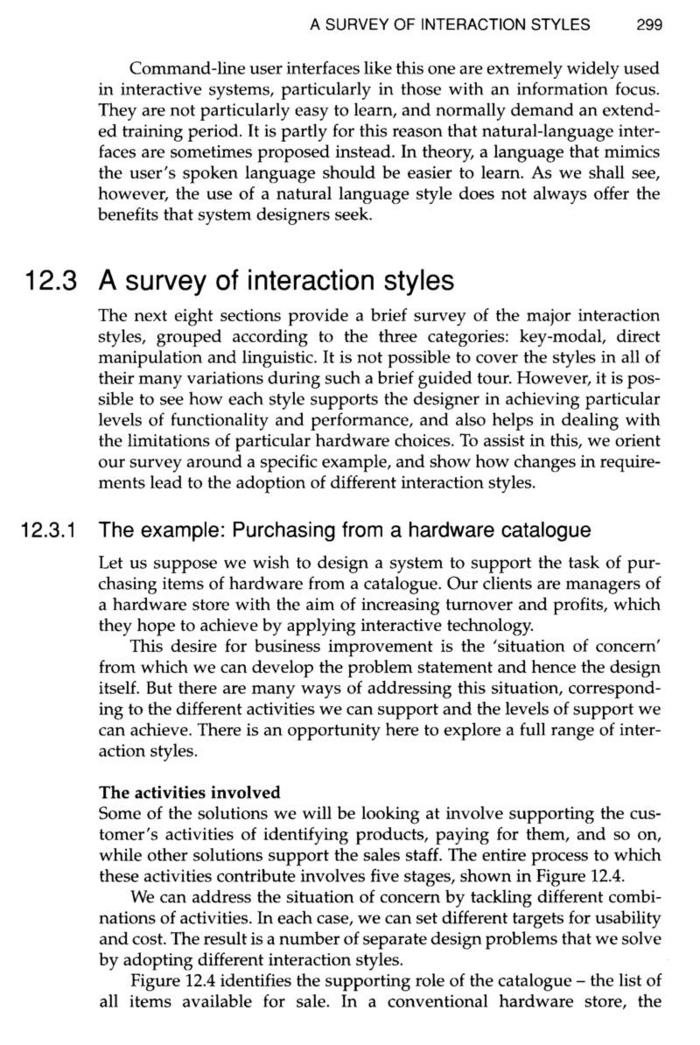 A SURVEY OF INTERACTION STYLES 299
Command-line user interfaces like this one are extremely widely used
in interactive systems, particularly in those with an information focus.
They are not particularly easy to learn, and normally demand an extend-
ed training period. It is partly for this reason that natural-language inter-
faces are sometimes proposed instead. In theory, a language that mimics
the user's spoken language should be easier to learn. As we shall see,
however, the use of a natural language style does not always offer the
benefits that system designers seek.
12.3 A survey of interaction styles
The next eight sections provide a brief survey of the major interaction
styles, grouped according to the three categories: key-modal, direct
manipulation and linguistic. It is not possible to cover the styles in all of
their many variations during such a brief guided tour. However, it is pos-
sible to see how each style supports the designer in achieving particular
levels of functionality and performance, and also helps in dealing with
the limitations of particular hardware choices. To assist in this, we orient
our survey around a specific example, and show how changes in require-
ments lead to the adoption of different interaction styles.
12.3.1 The example: Purchasing from a hardware catalogue
Let us suppose we wish to design a system to support the task of pur-
chasing items of hardware from a catalogue. Our clients are managers of
a hardware store with the aim of increasing turnover and profits, which
they hope to achieve by applying interactive technology.
This desire for business improvement is the 'situation of concern'
from which we can develop the problem statement and hence the design
itself. But there are many ways of addressing this situation, correspond-
ing to the different activities we can support and the levels of support we
can achieve. There is an opportunity here to explore a full range of inter-
action styles.
The activities involved
Some of the solutions we will be looking at involve supporting the cus-
tomer's activities of identifying products, paying for them, and so on,
while other solutions support the sales staff. The entire process to which
these activities contribute involves five stages, shown in Figure 12.4.
We can address the situation of concern by tackling different combi-
nations of activities. In each case, we can set different targets for usability
and cost. The result is a number of separate design problems that we solve
by adopting different interaction styles.
Figure 12.4 identifies the supporting role of the catalogue – the list of
all items available for sale. In a conventional hardware store, the